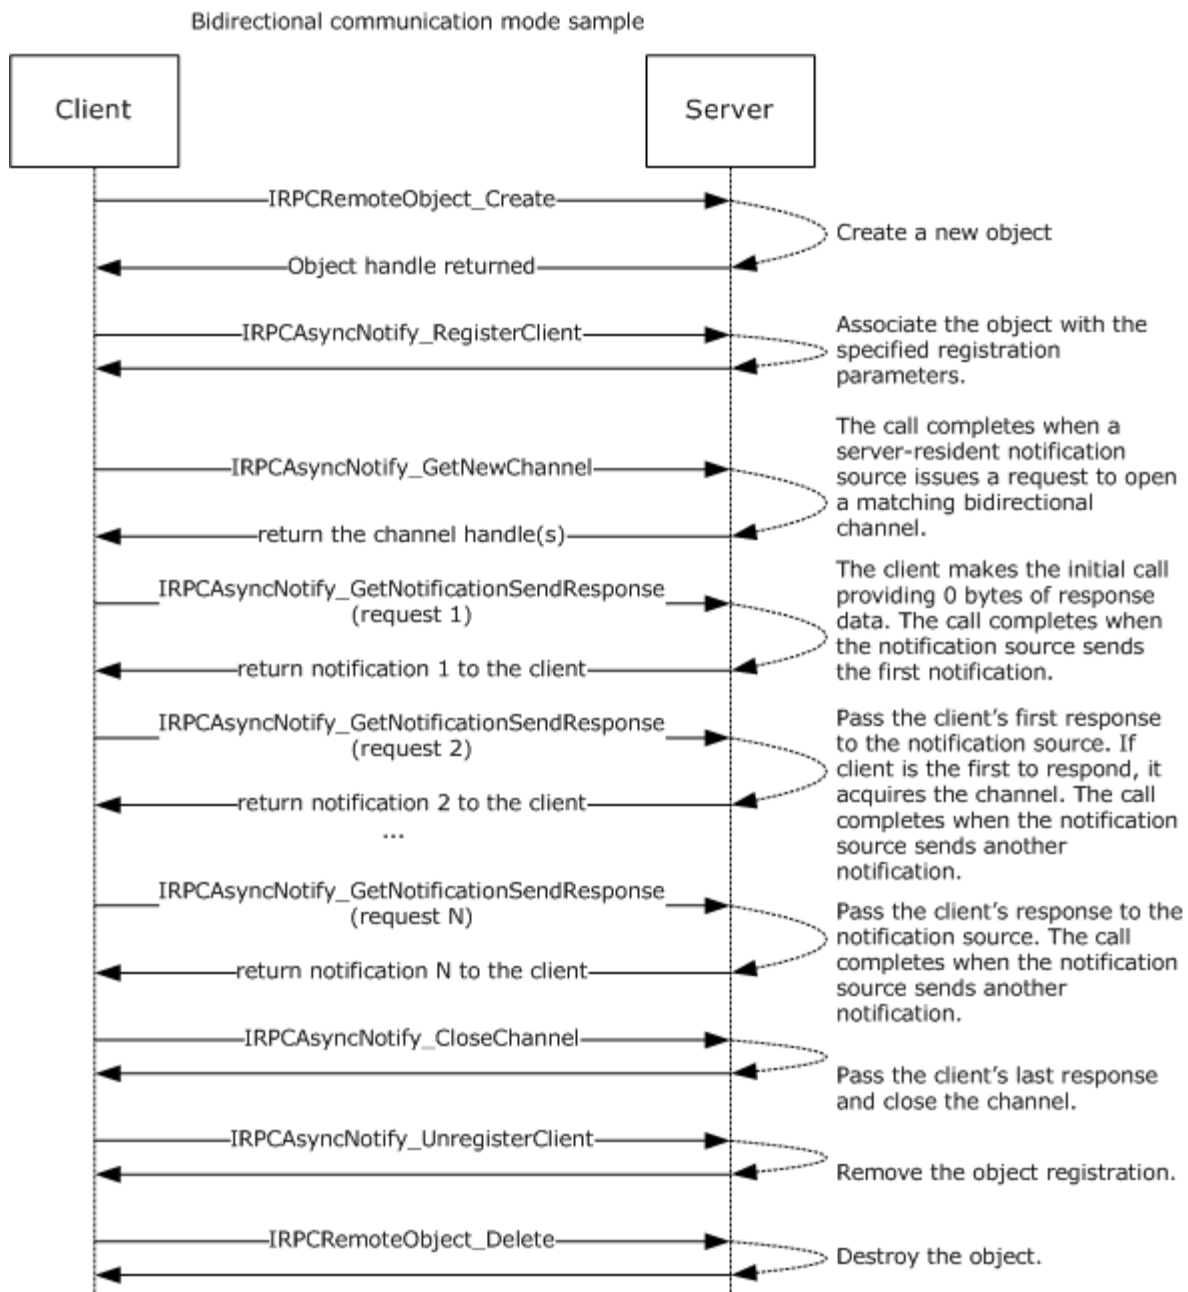 Bidirectional communication mode sample
Client
Server
IRPCRemoteObject_Create
Create a new object
Object handle returned
IRPCAsyncNotify_RegisterClient
Associate the object with the
specified registration
parameters.
IRPCAsyncNotify_GetNewChannel
The call completes when a
server-resident notification
source issues a request to open
a matching bidirectional
channel.
return the channel handle(s)
IRPCAsyncNotify_GetNotificationSendResponse
(request 1)
The client makes the initial call
providing 0 bytes of response
data. The call completes when
the notification source sends
the first notification.
return notification 1 to the client
IRPCAsyncNotify_GetNotificationSendResponse
(request 2)
Pass the client's first response
to the notification source. If
client is the first to respond, it
acquires the channel. The call
completes when the notification
source sends another
notification.
return notification 2 to the client
...
IRPCAsyncNotify_GetNotificationSendResponse
(request N)
Pass the client's response to the
notification source. The call
completes when the notification
source sends another
notification.
return notification N to the client
IRPCAsyncNotify_CloseChannel
Pass the client's last response
and close the channel.
IRPCAsyncNotify_UnregisterClient
Remove the object registration.
IRPCRemoteObject_Delete
Destroy the object.